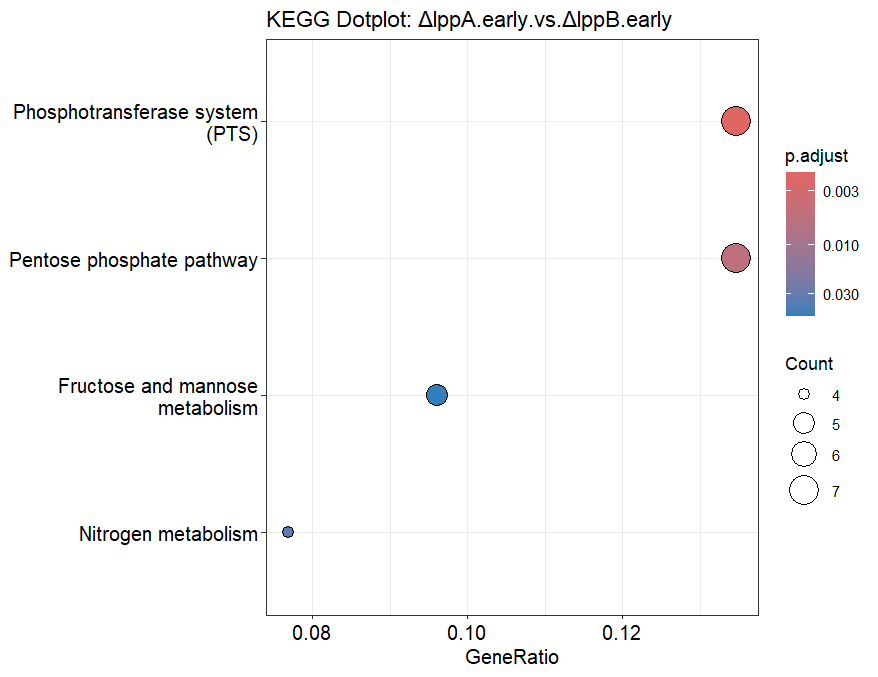 KEGG Dotplot: ΔlppA.early.vs.ΔlppB.early
Phosphotransferase system
(PTS)
Pentose phosphate pathway
Fructose and mannose
metabolism
Nitrogen metabolism
0.08
0.10
0.12
GeneRatio
p.adjust
0.003
0.010
0.030
Count
4
5
6
7